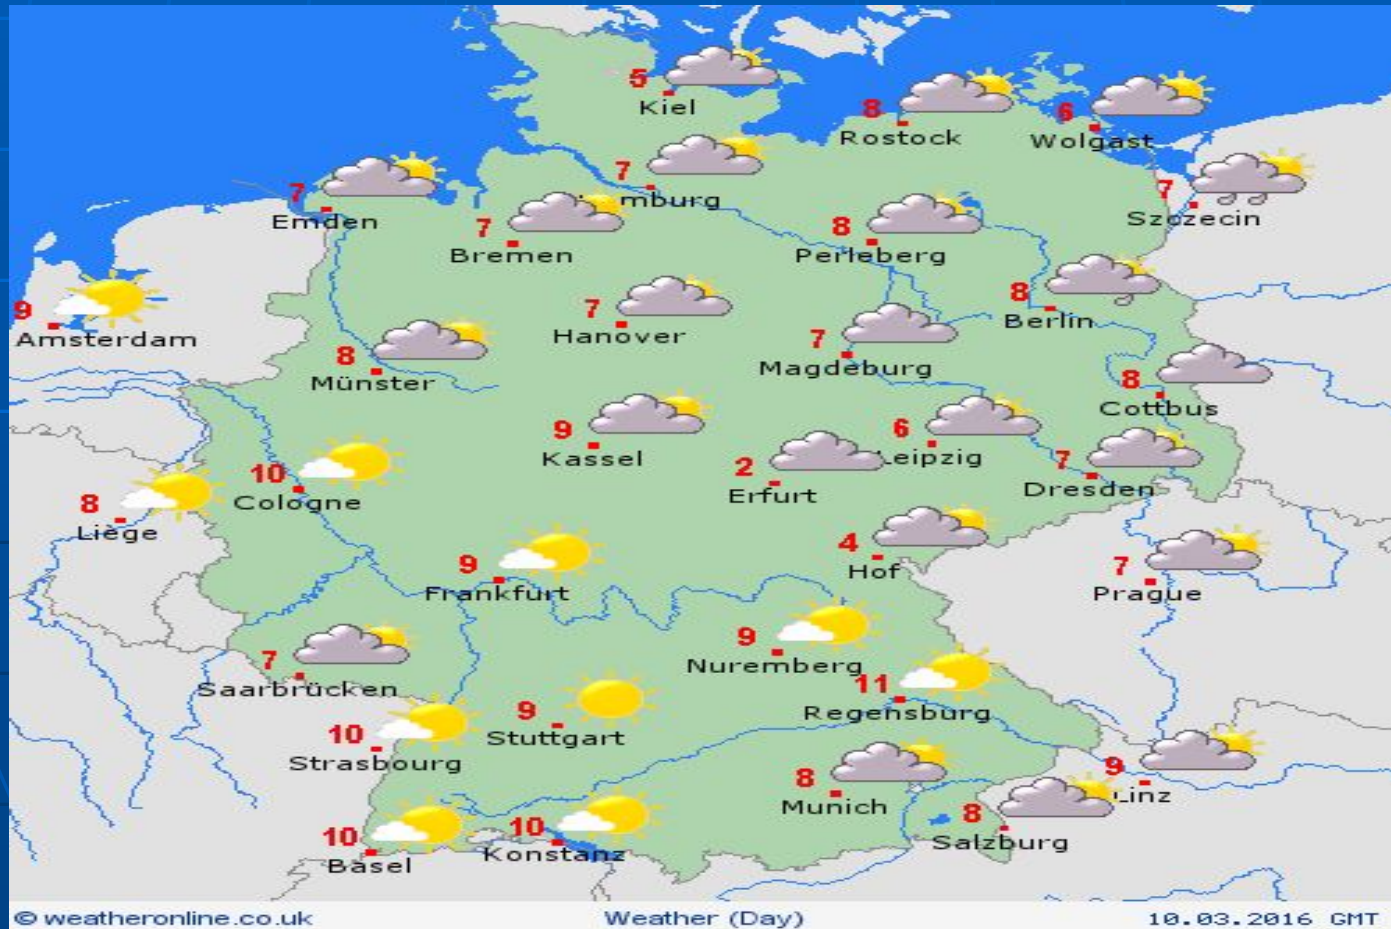 5
Kiel
8
Rostock
6
Wolgast
7
mburg
7
Szczecin
7
Emden
7
Bremen
8
Perleberg
9
Amsterdam
7
Hanover
8
Berlin
8
Münster
7
Magdeburg
8
Cottbus
9
Kassel
6
Leipzig
10
Cologne
2
Erfurt
7
Dresden
8
Liège
9
Frankfurt
4
Hof
7
Prague
7
Saarbrücken
9
Nuremberg
11
Regensburg
10
Strasbourg
9
Stuttgart
8
Munich
9
Linz
10
Basel
10
Konstanz
8
Salzburg
© weatheronline.co.uk
Weather (Day)
10.03.2016 GMT